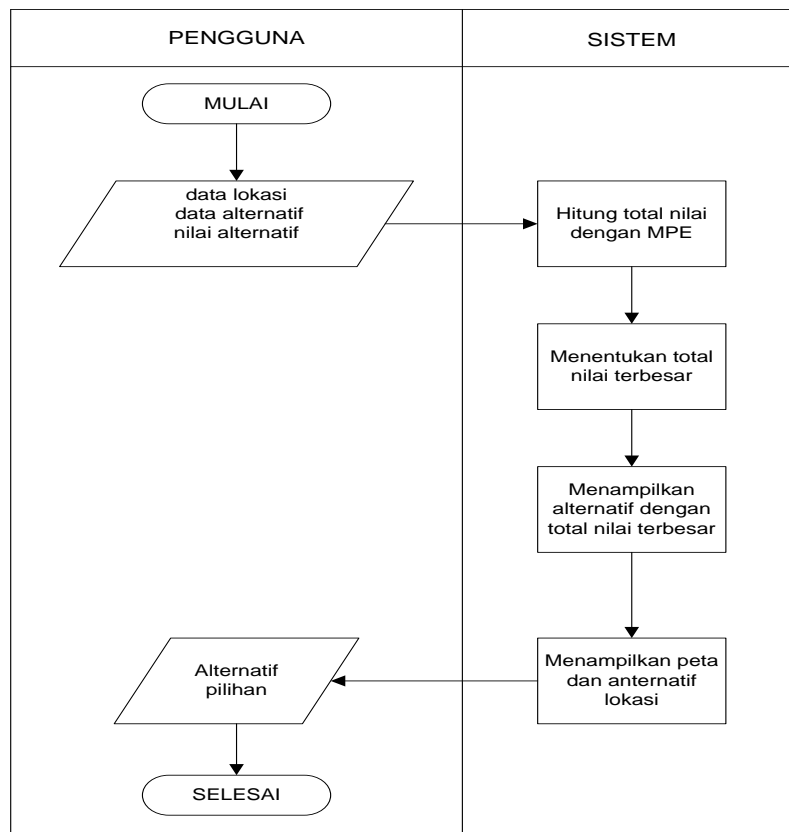 PENGGUNA
SISTEM
MULAI
data lokasi
data alternatif
nilai alternatif
Hitung total nilai
dengan MPE
Menentukan total
nilai terbesar
Menampilkan
alternatif dengan
total nilai terbesar
Menampilkan peta
dan anternatif
lokasi
Alternatif
pilihan
SELESAI